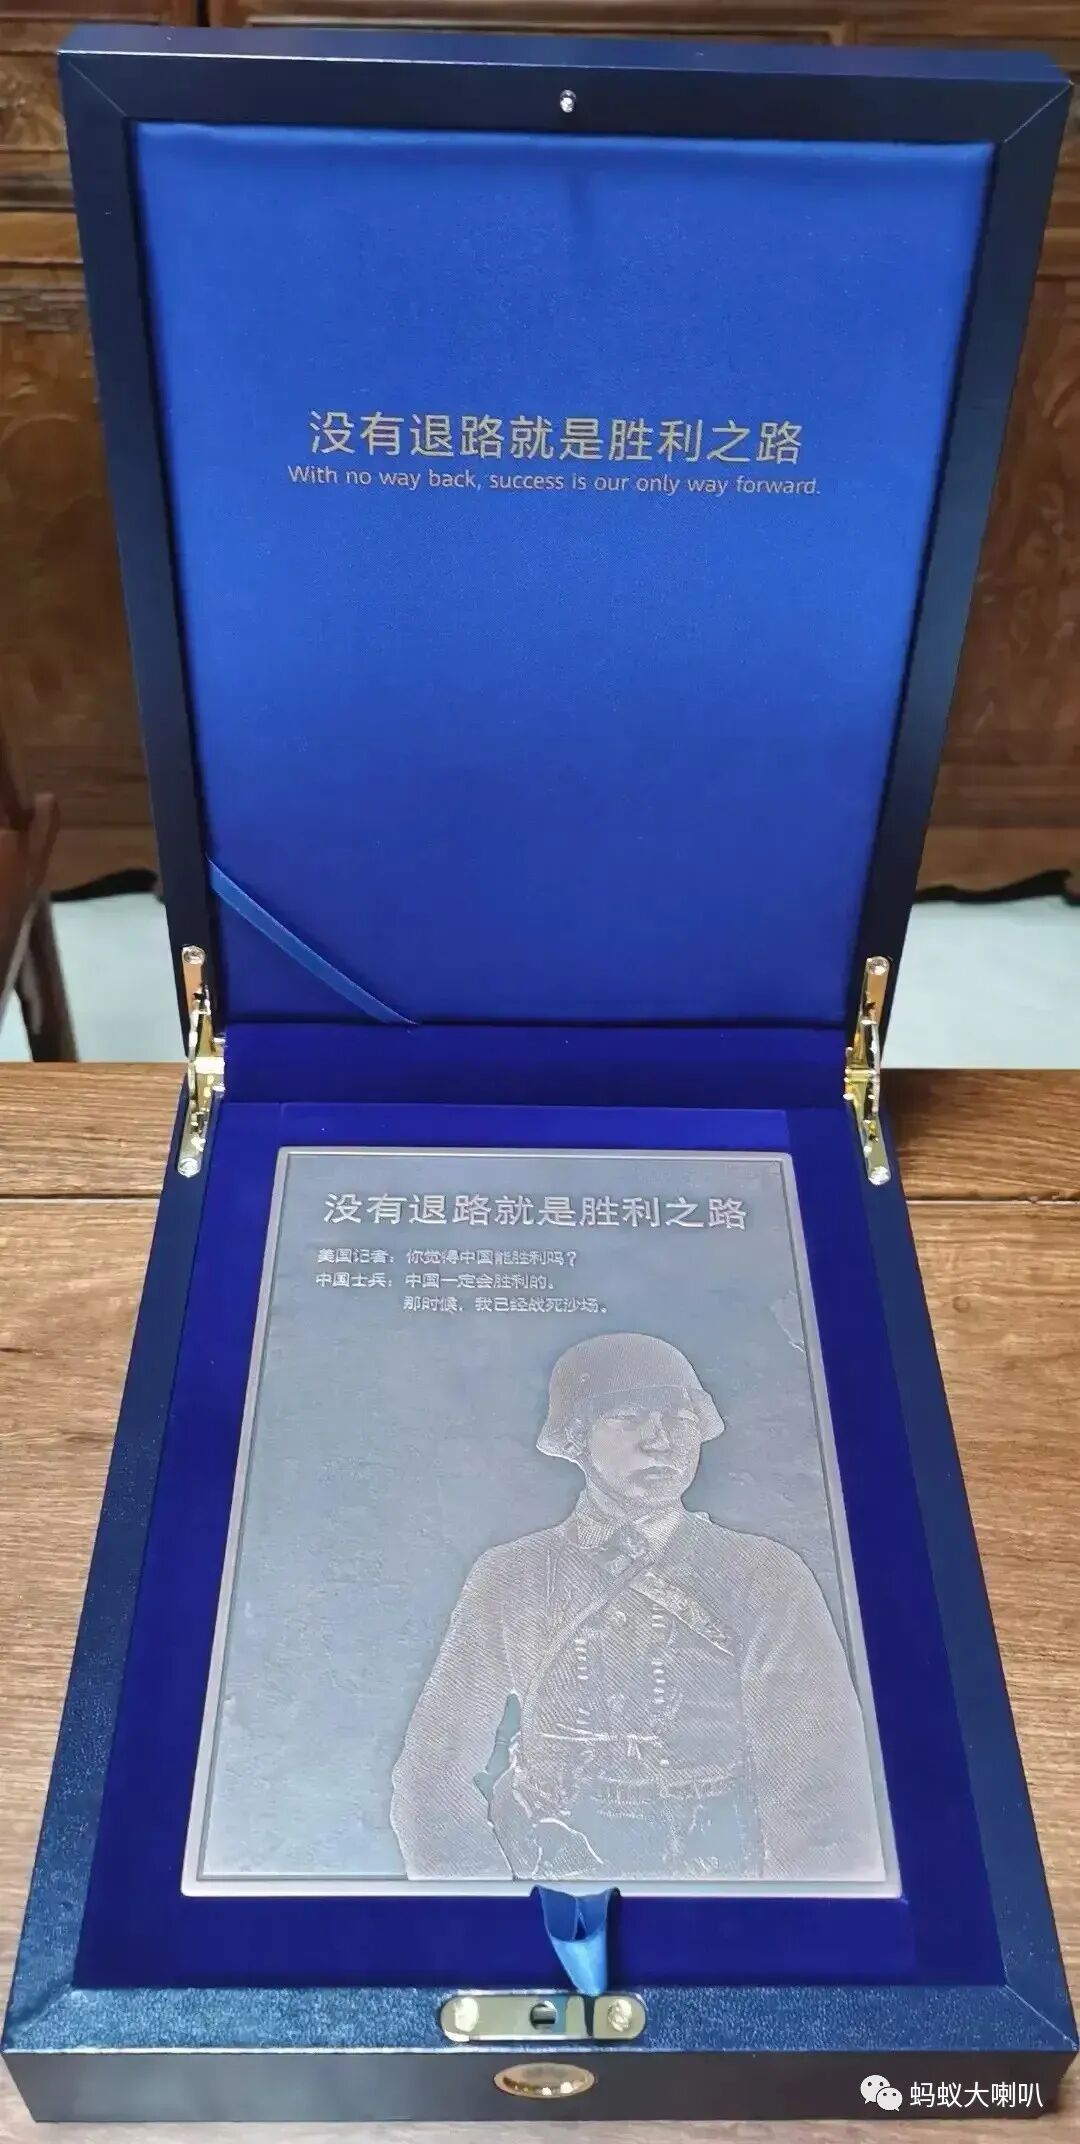 没有退路就是胜利之路
With no way back, success is our only way forward.
没有退路就是胜利之路
美国记者：你觉得中国能胜利吗？
中国士兵：中国一定会胜利的。
那时候，我已经战死沙场。
蚂蚁大喇叭